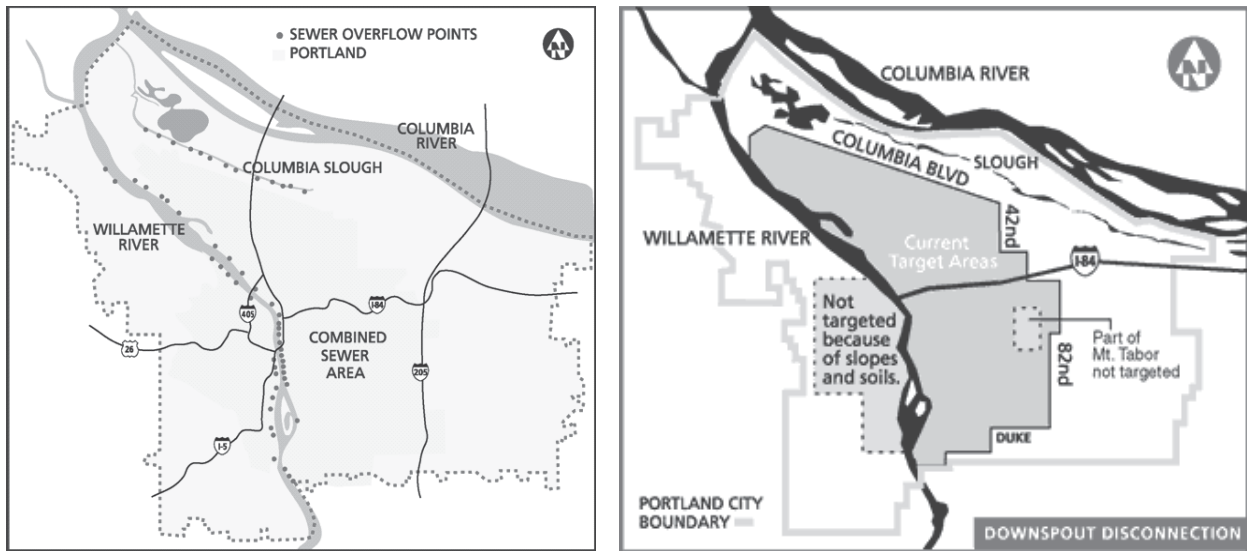 SEWER OVERFLOW POINTS
PORTLAND
N
COLUMBIA
RIVER
COLUMBIA SLOUGH
WILLAMETTE
RIVER
405
I-84
26
COMBINED
SEWER
AREA
205
I-5
N
COLUMBIA RIVER
COLUMBIA BLVD
SLOUGH
42nd
WILLAMETTE RIVER
Current
Target Areas
I-84
Not
targeted
because
of slopes
and soils.
Part of
Mt. Tabor
not targeted
82nd
DUKE
PORTLAND CITY
BOUNDARY
DOWNSPOUT DISCONNECTION